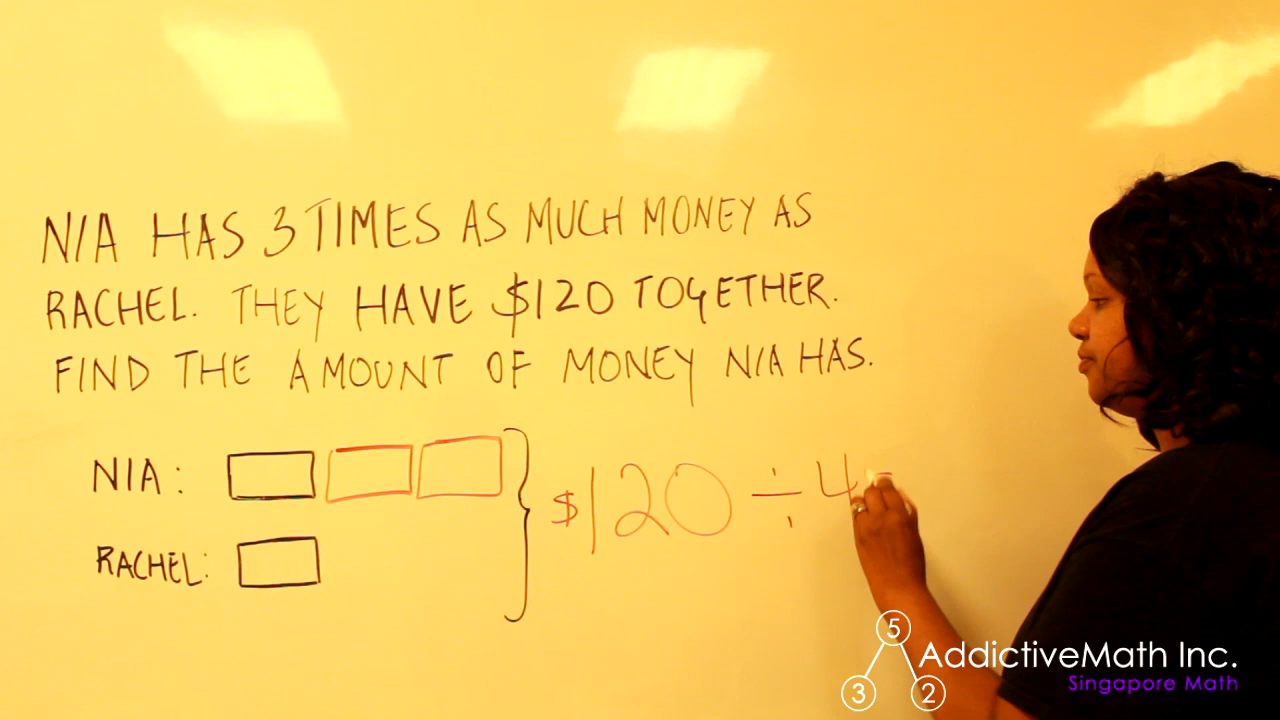 NIA HAS 3 TIMES AS MUCH MONEY AS
RACHEL. THEY HAVE $120 TOGETHER.
FIND THE AMOUNT OF MONEY NIA HAS.
NIA:
$120 ÷ 4
RACHEL:
5
3 2
AddictiveMath Inc.
Singapore Math